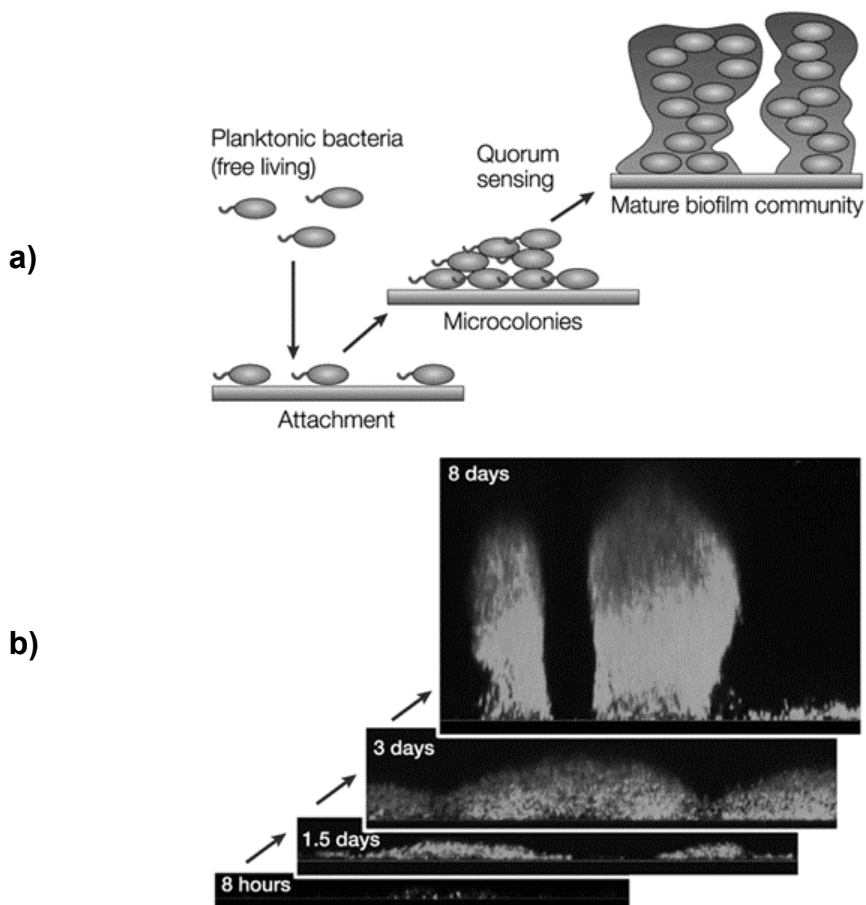 a)
Planktonic bacteria
(free living)
Attachment
Microcolonies
Quorum
sensing
Mature biofilm community
b)
8 days
3 days
1.5 days
8 hours